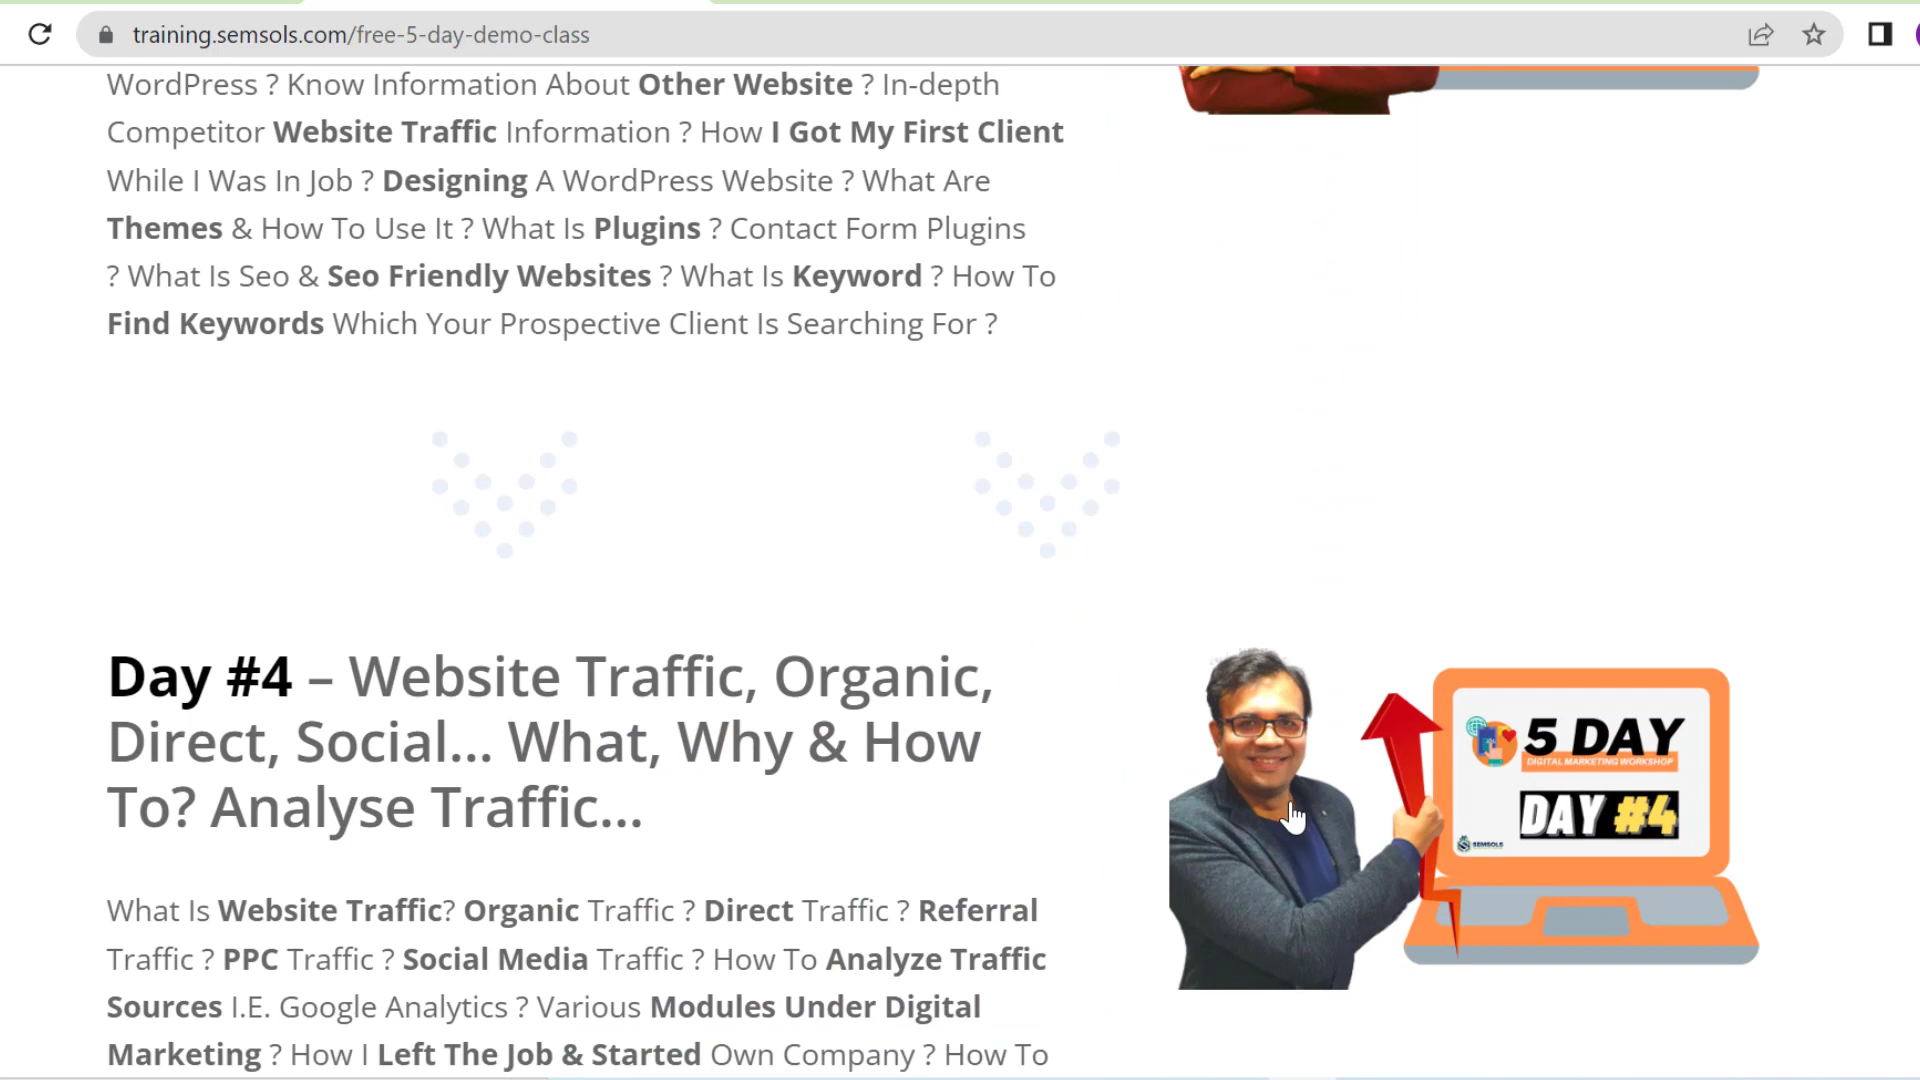 training.semsols.com/free-5-day-demo-class
WordPress ? Know Information About Other Website ? In-depth
Competitor Website Traffic Information ? How I Got My First Client
While I Was In Job ? Designing A WordPress Website ? What Are
Themes & How To Use It ? What Is Plugins ? Contact Form Plugins
? What Is Seo & Seo Friendly Websites ? What Is Keyword ? How To
Find Keywords Which Your Prospective Client Is Searching For ?
Day #4 – Website Traffic, Organic,
Direct, Social... What, Why & How
To? Analyse Traffic...
5 DAY
DIGITAL MARKETING WORKSHOP
DAY #4
SEMSOLS
What Is Website Traffic? Organic Traffic ? Direct Traffic ? Referral
Traffic ? PPC Traffic ? Social Media Traffic ? How To Analyze Traffic
Sources I.E. Google Analytics ? Various Modules Under Digital
Marketing ? How I Left The Job & Started Own Company ? How To